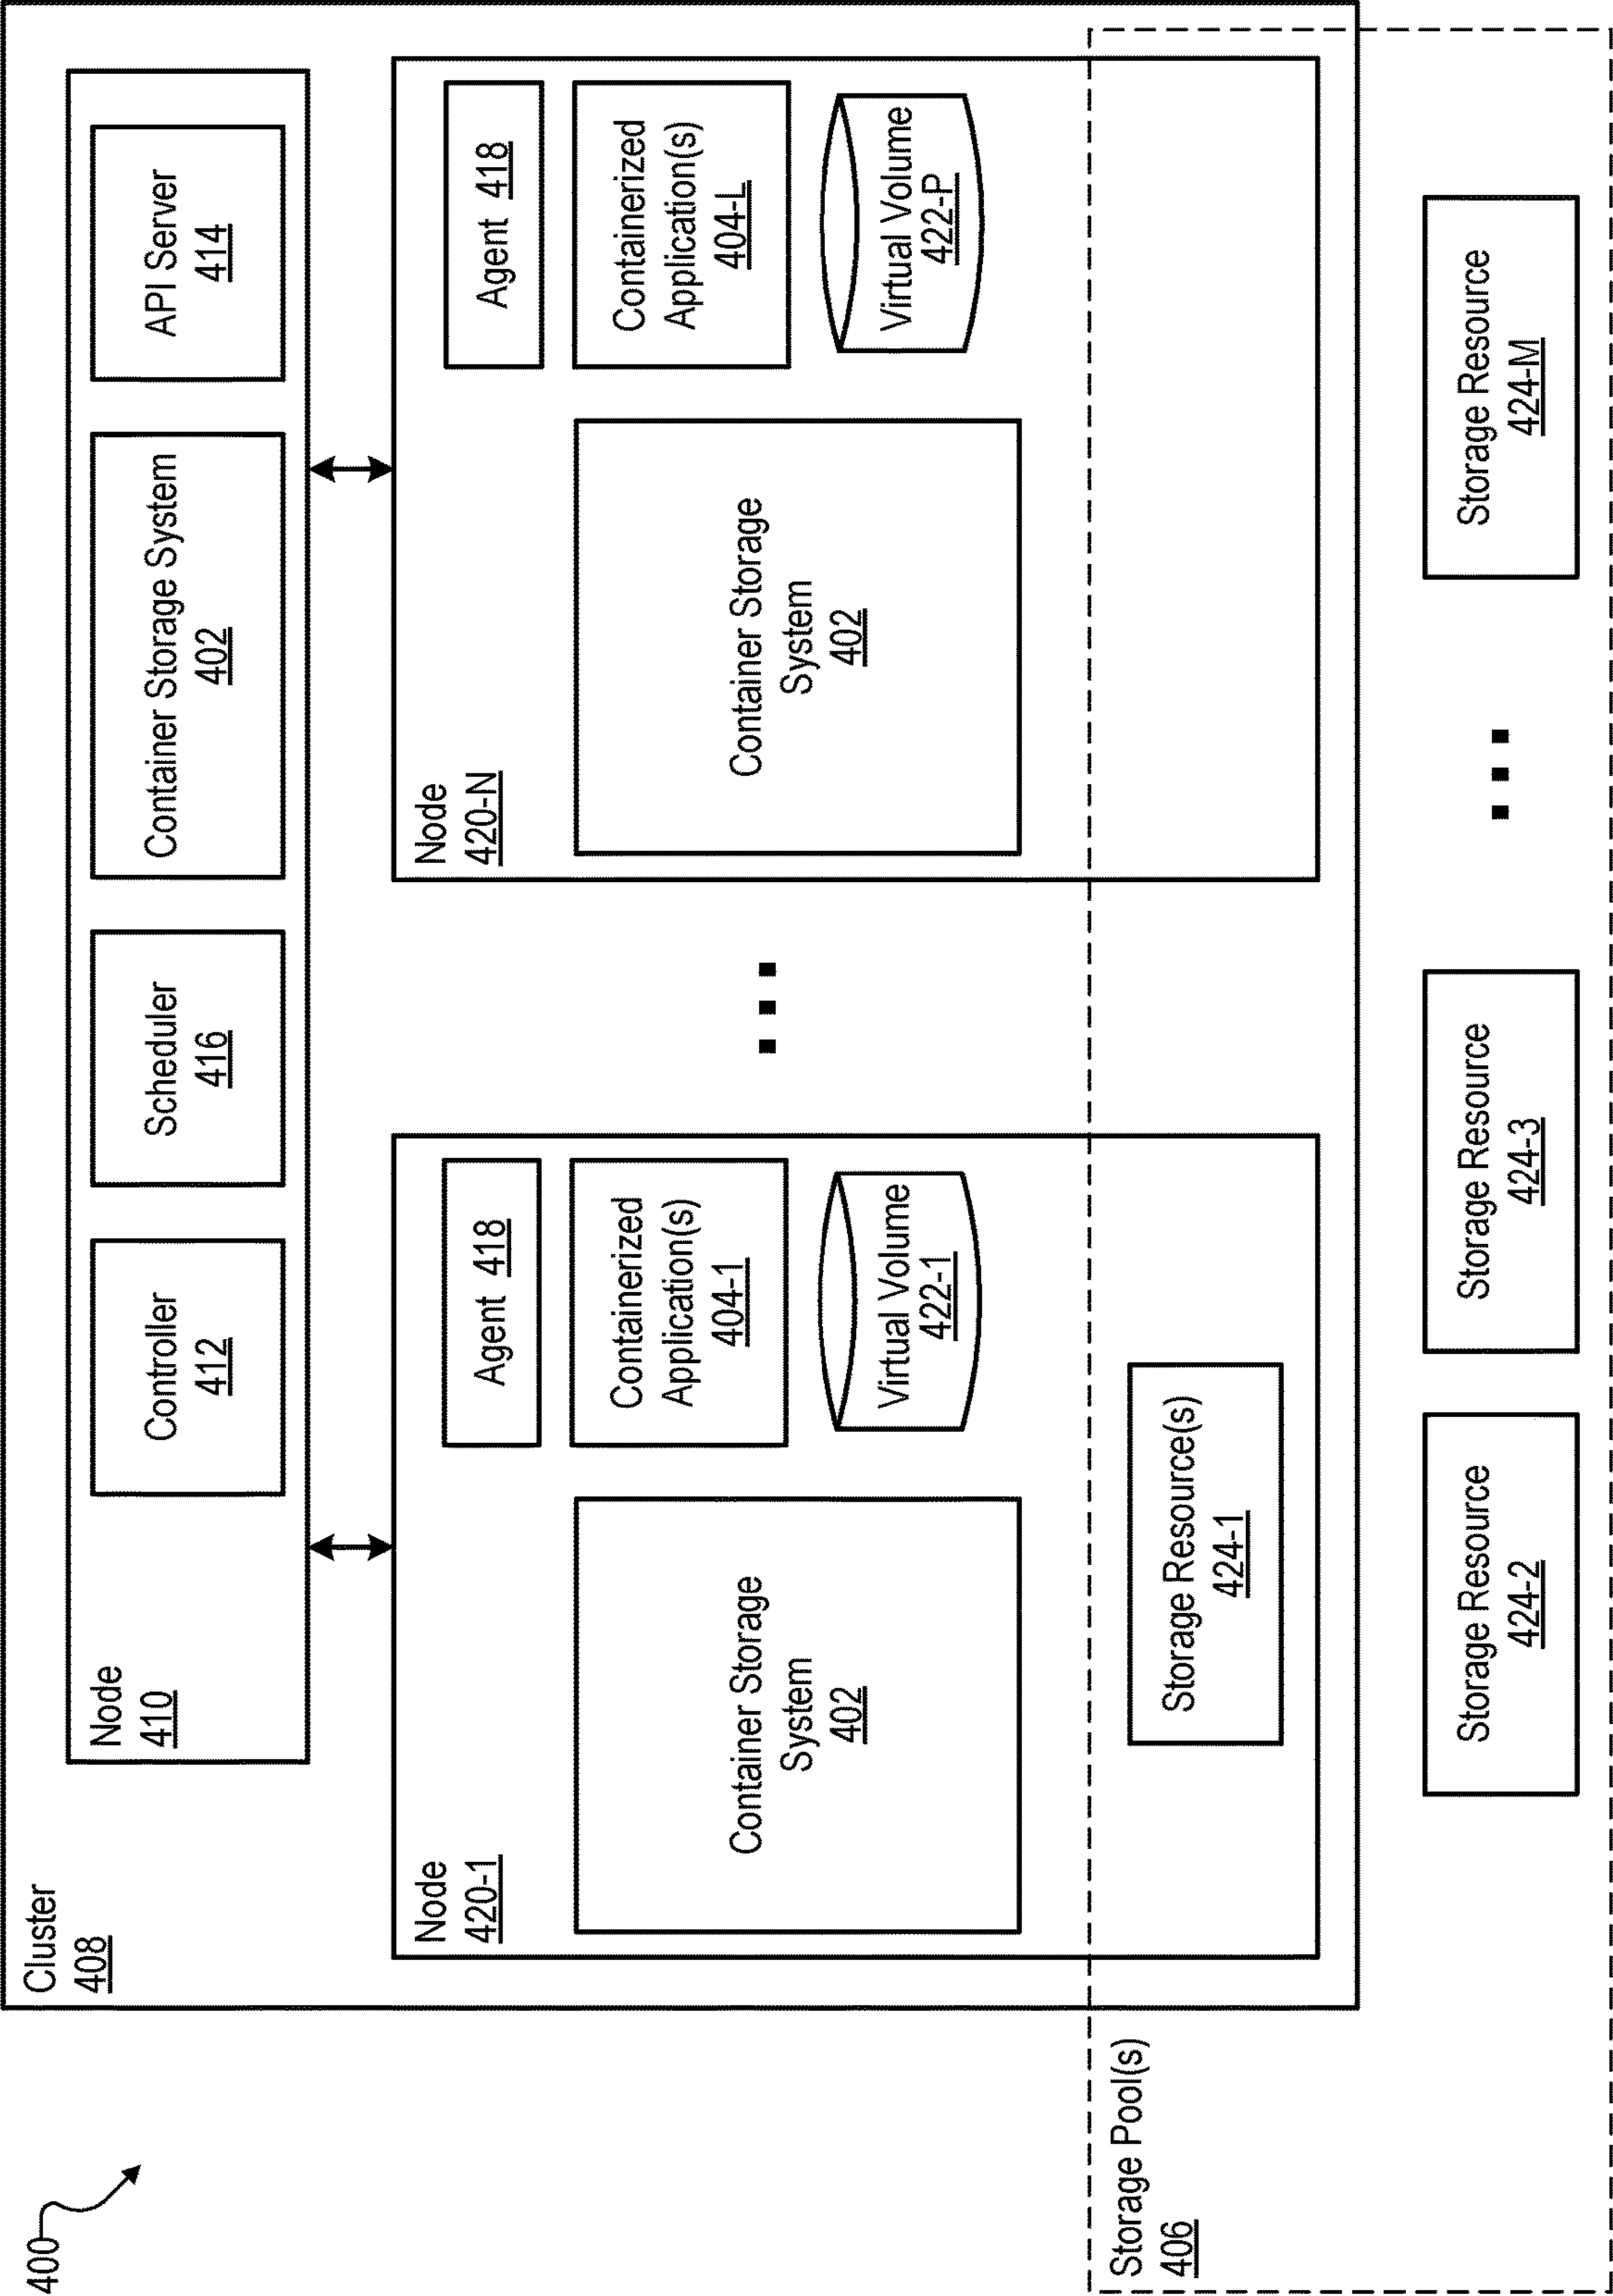 400
Cluster
408
Node
410
Controller
412
Scheduler
416
Container Storage System
402
API Server
414
Node
420-1
Container Storage
System
402
Agent 418
Containerized
Application(s)
404-1
Virtual Volume
422-1
Storage Resource(s)
424-1
Node
420-N
Container Storage
System
402
Agent 418
Containerized
Application(s)
404-L
Virtual Volume
422-P
Storage Pool(s)
406
Storage Resource
424-2
Storage Resource
424-3
Storage Resource
424-M